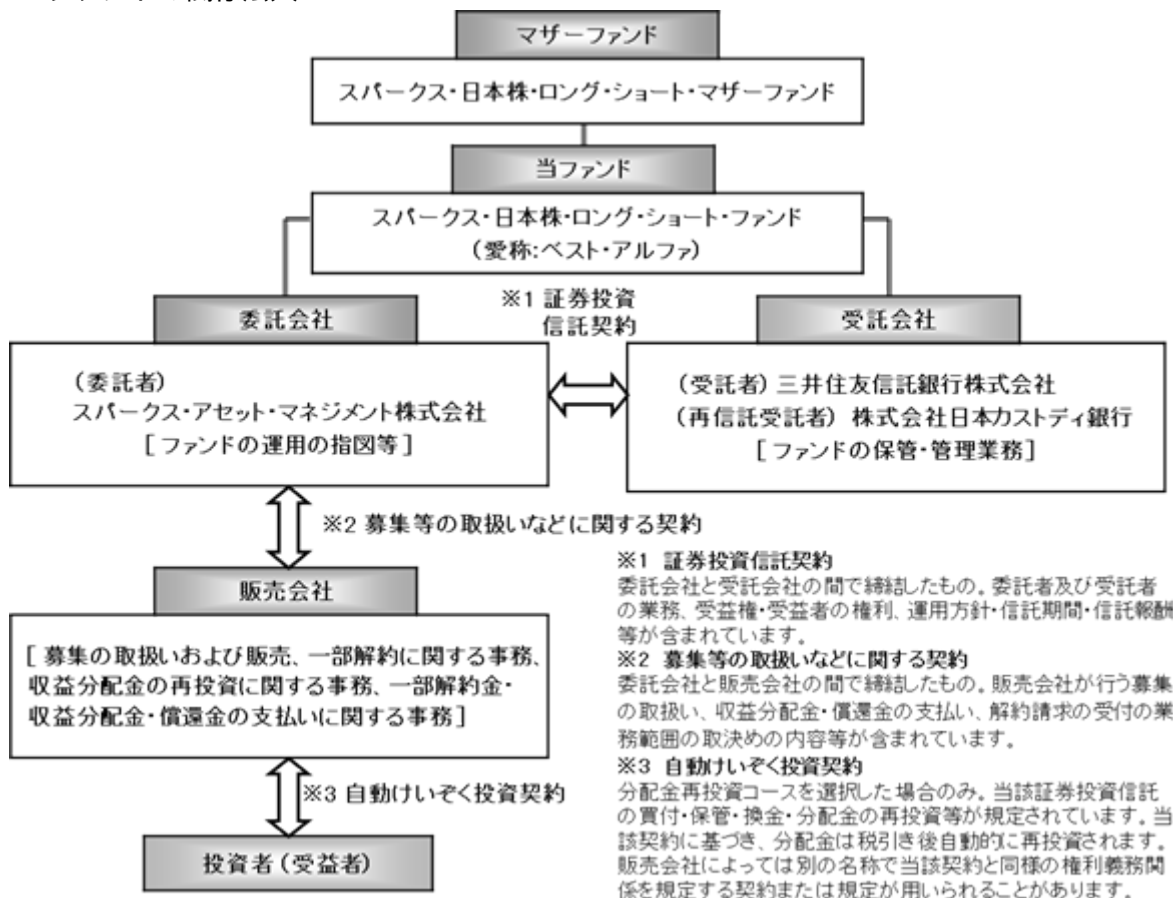 マザーファンド
スパークス・日本株・ロング・ショート・マザーファンド
当ファンド
スパークス・日本株・ロング・ショート・ファンド
(愛称:ベスト・アルファ)
※1 証券投資
信託契約
委託会社
(委託者)
スパークス・アセット・マネジメント株式会社
[ファンドの運用の指図等]
受託会社
(受託者) 三井住友信託銀行株式会社
(再信託受託者) 株式会社日本カストディ銀行
[ファンドの保管・管理業務]
※2 募集等の取扱いなどに関する契約
販売会社
[募集の取扱いおよび販売、一部解約に関する事務、
収益分配金の再投資に関する事務、一部解約金・
収益分配金・償還金の支払いに関する事務]
※3 自動けいぞく投資契約
投資者(受益者)
※1 証券投資信託契約
委託会社と受託会社の間で締結したもの。委託者及び受託者
の業務、受益権・受益者の権利、運用方針・信託期間・信託報酬
等が含まれています。
※2 募集等の取扱いなどに関する契約
委託会社と販売会社の間で締結したもの。販売会社が行う募集
の取扱い、収益分配金・償還金の支払い、解約請求の受付の業
務範囲の取決めの内容等が含まれています。
※3 自動けいぞく投資契約
分配金再投資コースを選択した場合のみ。当該証券投資信託
の買付・保管・換金・分配金の再投資等が規定されています。当
該契約に基づき、分配金は税引き後自動的に再投資されます。
販売会社によっては別の名称で当該契約と同様の権利義務関
係を規定する契約または規定が用いられることがあります。